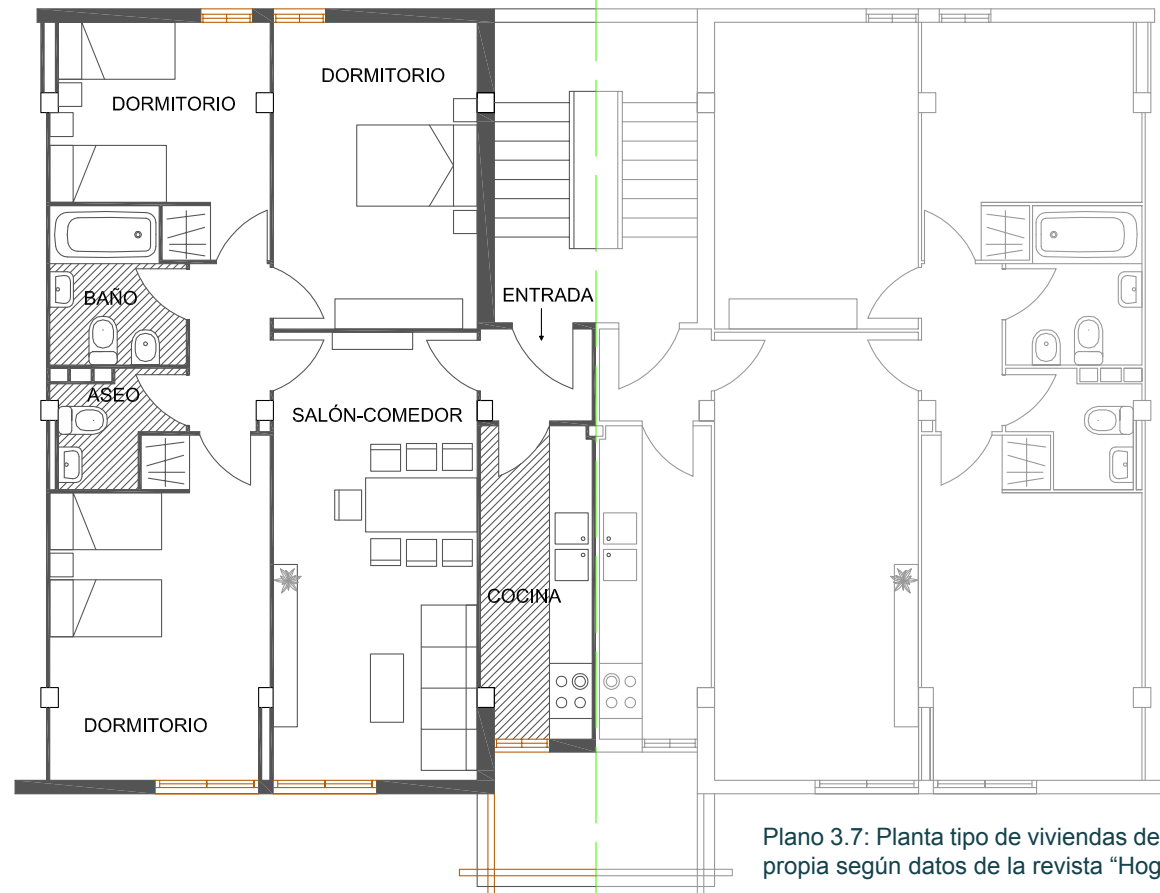 DORMITORIO
DORMITORIO
ENTRADA
BAÑO
ASEO
SALÓN-COMEDOR
COCINA
DORMITORIO
Plano 3.7: Planta tipo de viviendas de
propia según datos de la revista “Hog